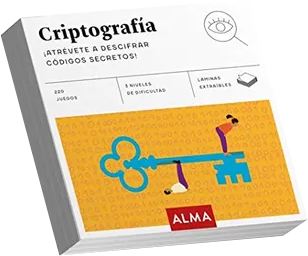 Criptografía
¡ATRÉVETE A DESCIFRAR
CÓDIGOS SECRETOS!
220
JUEGOS
3 NIVELES
DE DIFICULTAD
LÁMINAS
EXTRAÍBLES
ALMA